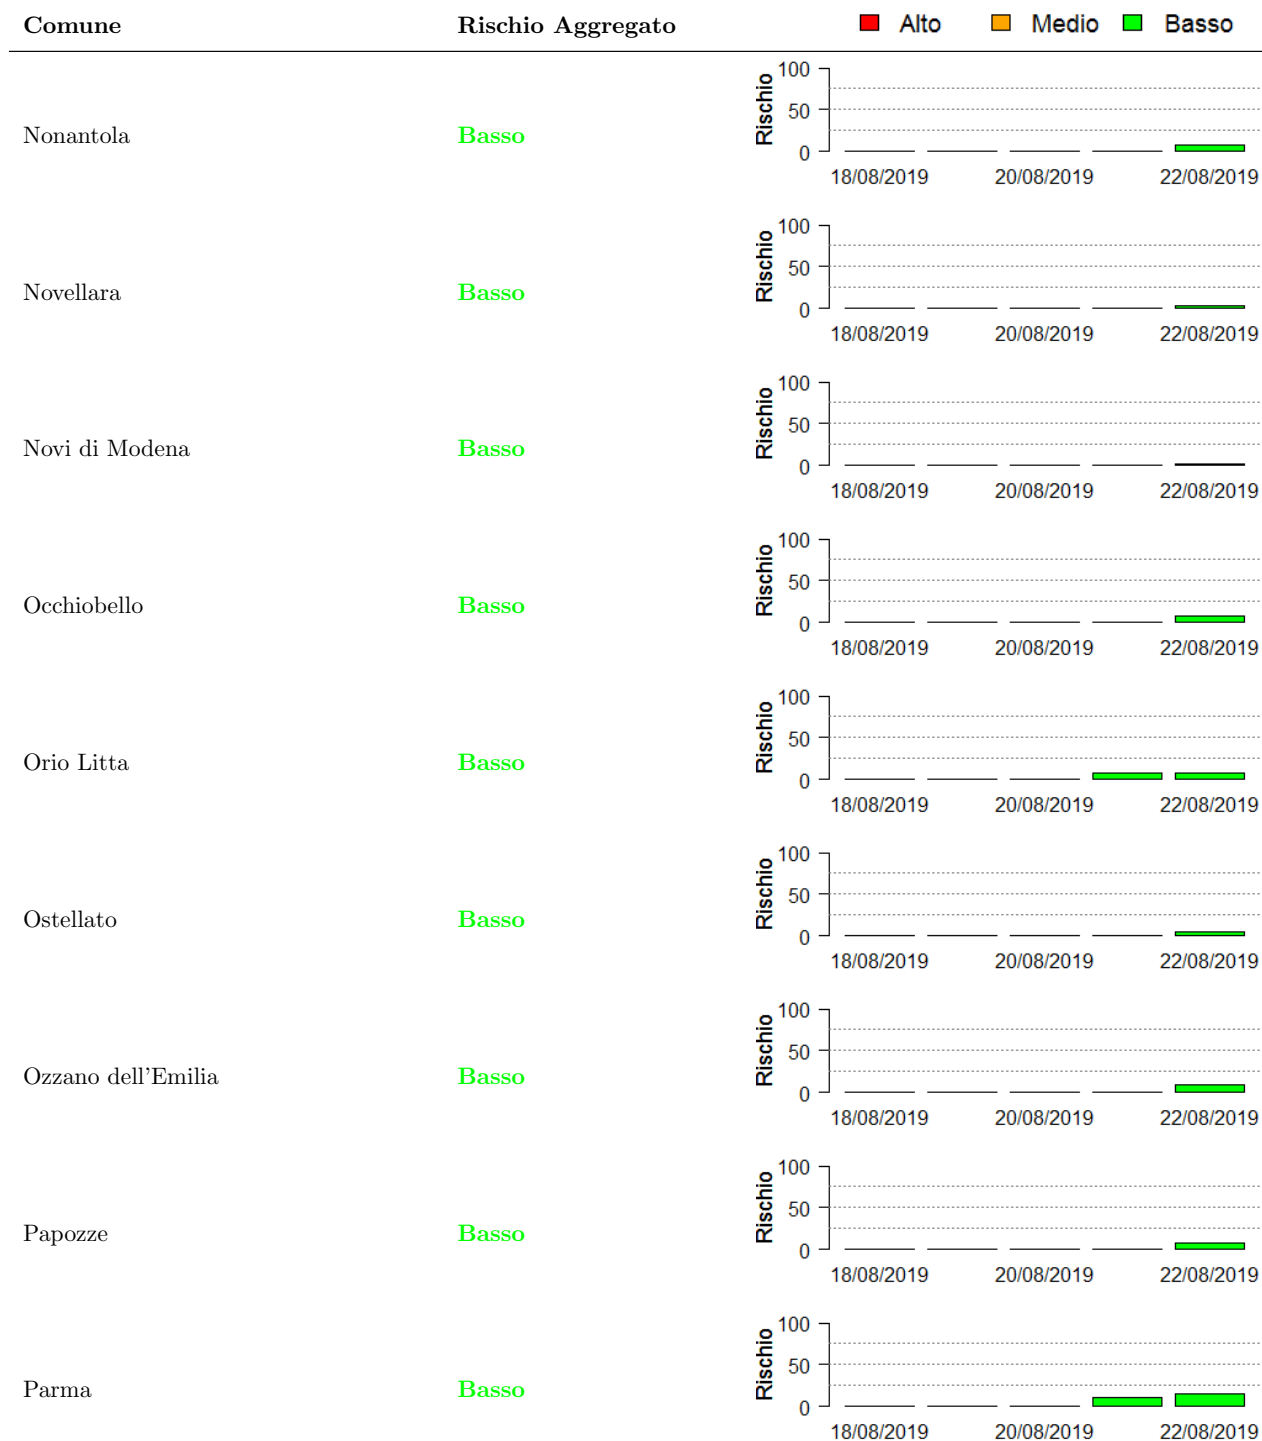 Comune Rischio Aggregato Alto Medio Basso
Nonantola Basso
Rischio
100
50
0
18/08/2019 20/08/2019 22/08/2019
Novellara Basso
Rischio
100
50
0
18/08/2019 20/08/2019 22/08/2019
Novi di Modena Basso
Rischio
100
50
0
18/08/2019 20/08/2019 22/08/2019
Occhiobello Basso
Rischio
100
50
0
18/08/2019 20/08/2019 22/08/2019
Orio Litta Basso
Rischio
100
50
0
18/08/2019 20/08/2019 22/08/2019
Ostellato Basso
Rischio
100
50
0
18/08/2019 20/08/2019 22/08/2019
Ozzano dell'Emilia Basso
Rischio
100
50
0
18/08/2019 20/08/2019 22/08/2019
Papozze Basso
Rischio
100
50
0
18/08/2019 20/08/2019 22/08/2019
Parma Basso
Rischio
100
50
0
18/08/2019 20/08/2019 22/08/2019